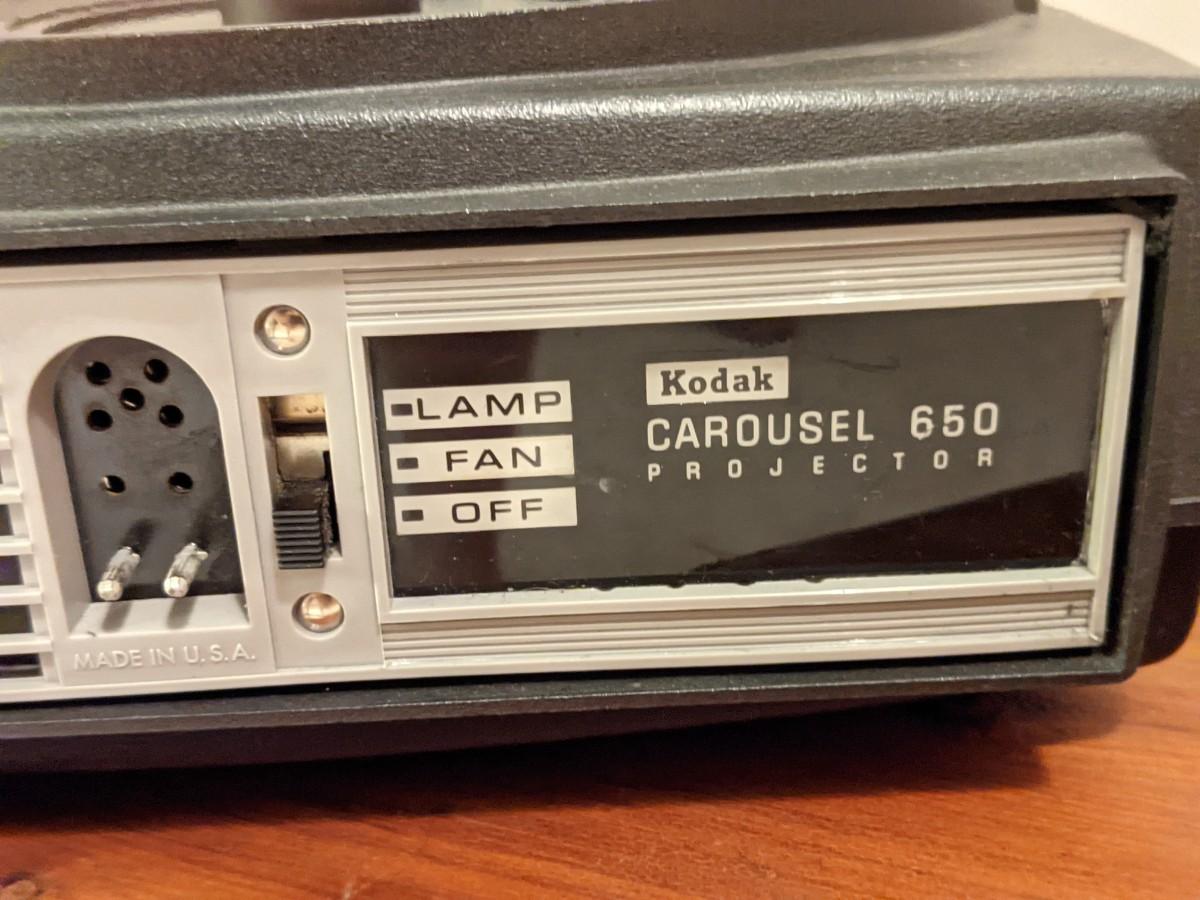 LAMP
FAN
OFF
Kodak
CAROUSEL 650
PROJECTOR
MADE IN U.S.A.